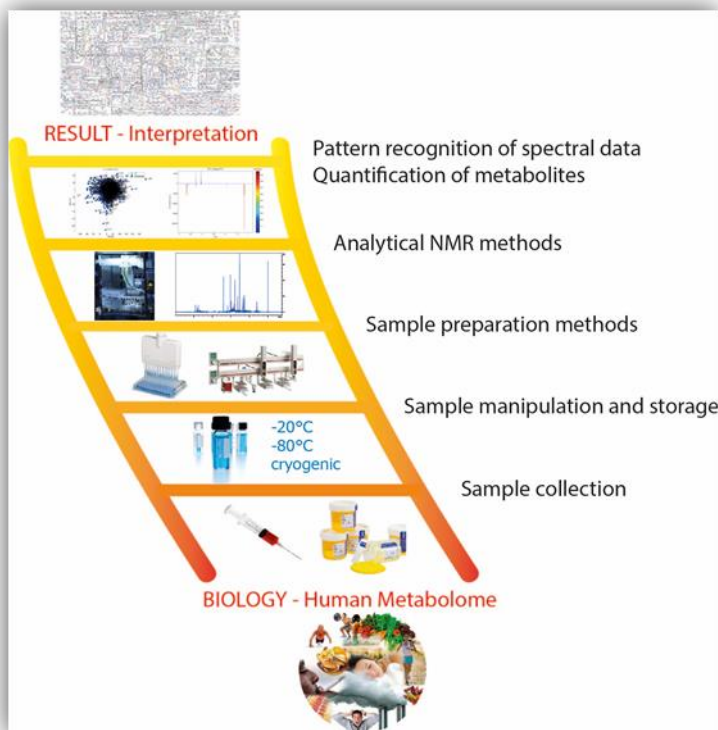 RESULT - Interpretation
Pattern recognition of spectral data
Quantification of metabolites
Analytical NMR methods
Sample preparation methods
Sample manipulation and storage
-20°C
-80°C
cryogenic
Sample collection
BIOLOGY - Human Metabolome